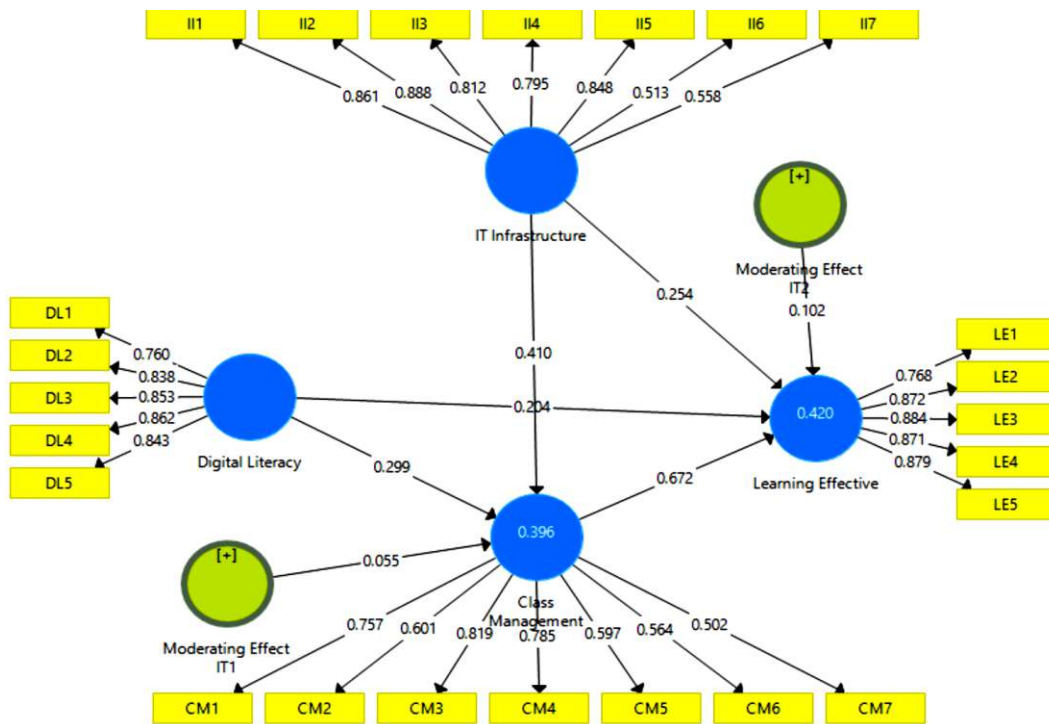 II1 II2 II3 II4 II5 II6 II7
0.861 0.888 0.812 0.795 0.848 0.513 0.558
[+]
IT Infrastructure
Moderating Effect
IT2
0.254
0.102
DL1
DL2
DL3
DL4
DL5
0.760
0.838
0.853
0.862
0.843
Digital Literacy
0.410
0.204
0.299
LE1
LE2
LE3
LE4
LE5
0.768
0.872
0.884
0.871
0.879
0.420
Learning Effective
0.672
0.396
Class
Management
[+]
0.055
Moderating Effect
IT1
0.757 0.601 0.819 0.785 0.597 0.564 0.502
CM1 CM2 CM3 CM4 CM5 CM6 CM7